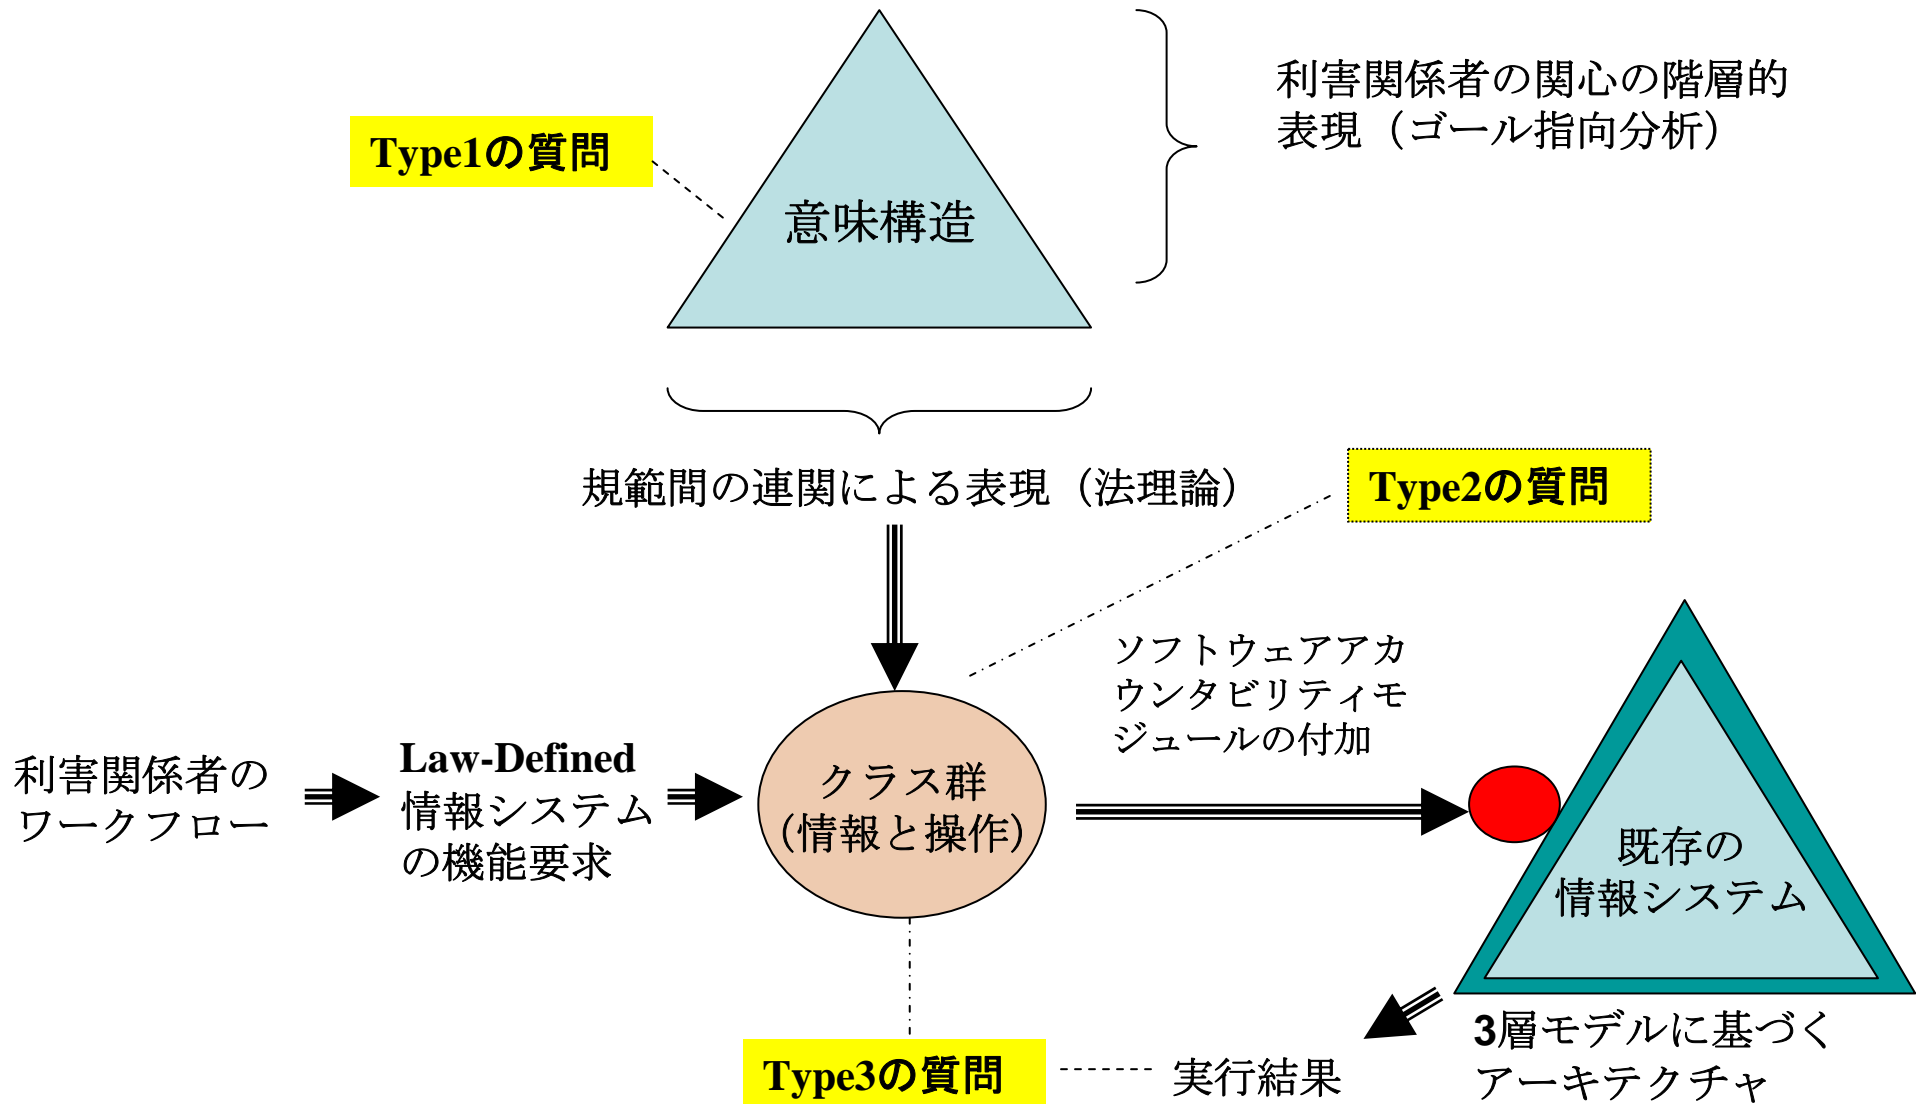 利害関係者の関心の階層的
表現（ゴール指向分析）
Type1の質問
意味構造
規範間の連関による表現（法理論）
Type2の質問
ソフトウェアアカ
ウンタビリティモ
ジュールの付加
利害関係者の
ワークフロー
Law-Defined
情報システム
の機能要求
クラス群
(情報と操作)
既存の
情報システム
3層モデルに基づく
アーキテクチャ
Type3の質問
実行結果